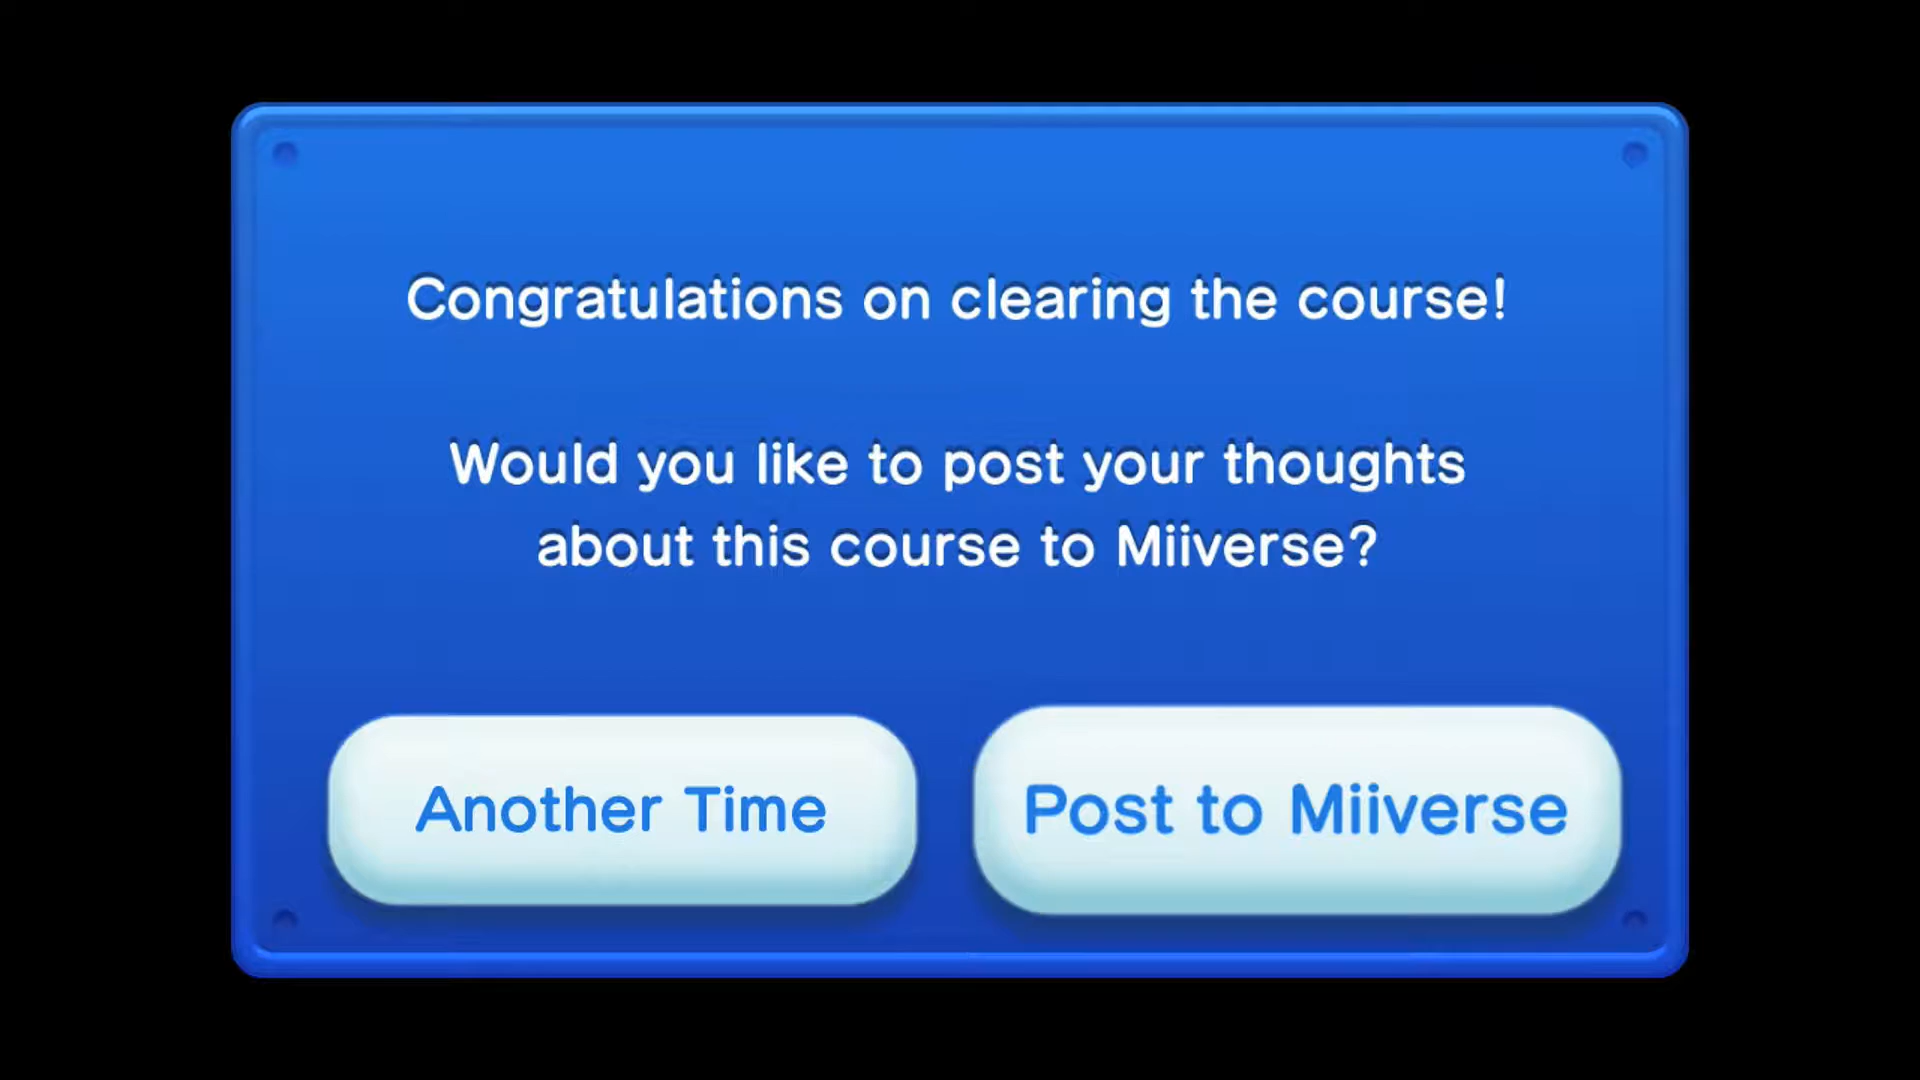 Congratulations on clearing the course!
Would you like to post your thoughts
about this course to Miiverse?
Another Time
Post to Miiverse